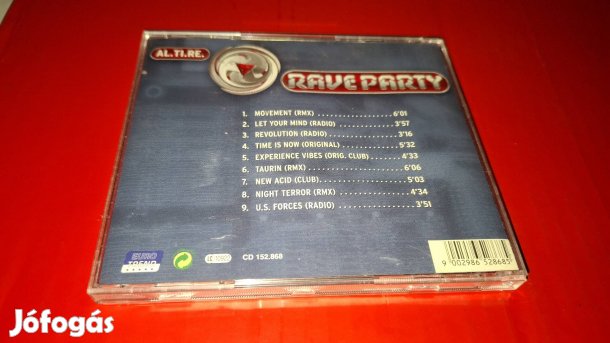 AL.TI.RE.
RAVE PARTY
1. MOVEMENT (RMX) .................... 6'01
2. LET YOUR MIND (RADIO) .............. 3'57
3. REVOLUTION (RADIO) ................ 3'16
4. TIME IS NOW (ORIGINAL) ............. 5'32
5. EXPERIENCE VIBES (ORIG. CLUB) ....... 4'33
6. TAURIN (RMX) ...................... 6'06
7. NEW ACID (CLUB) ................... 5'03
8. NIGHT TERROR (RMX) ................ 4'34
9. U.S. FORCES (RADIO) ................ 3'51
EURO
TREND
CD 152.868
9 002986 528685
Jófogás